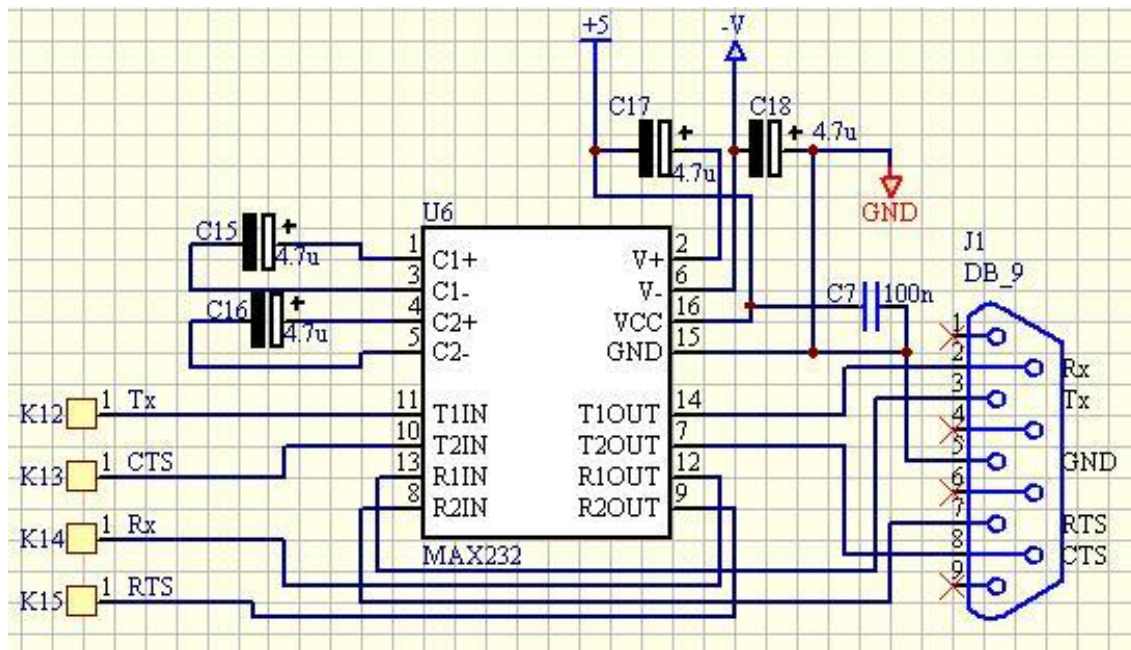 +5
-V
C17
+
4.7u
C18
+
4.7u
GND
C15
+
4.7u
C16
+
4.7u
U6
1 C1+
3 C1-
4 C2+
5 C2-
11 T1IN
10 T2IN
13 R1IN
8 R2IN
V+ 2
V- 6
VCC 16
GND 15
T1OUT 14
T2OUT 7
R1OUT 12
R2OUT 9
MAX232
C7 100n
J1
DB_9
1
2 Rx
3 Tx
4
5 GND
6
7 RTS
8 CTS
9
K12 1 Tx
K13 1 CTS
K14 1 Rx
K15 1 RTS